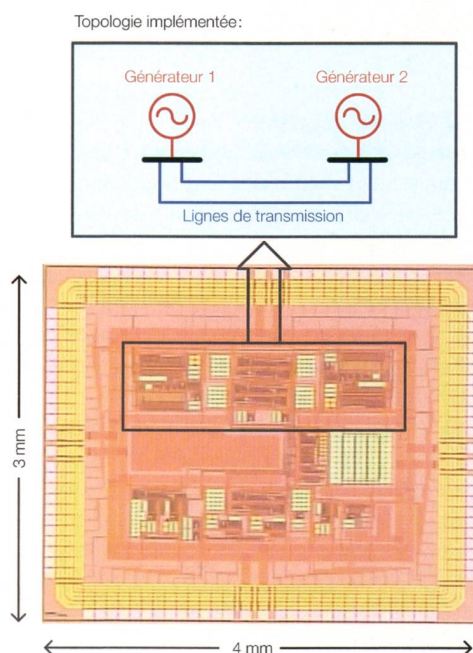 Topologie implémentée:
Générateur 1 Générateur 2
Lignes de transmission
3 mm
4 mm